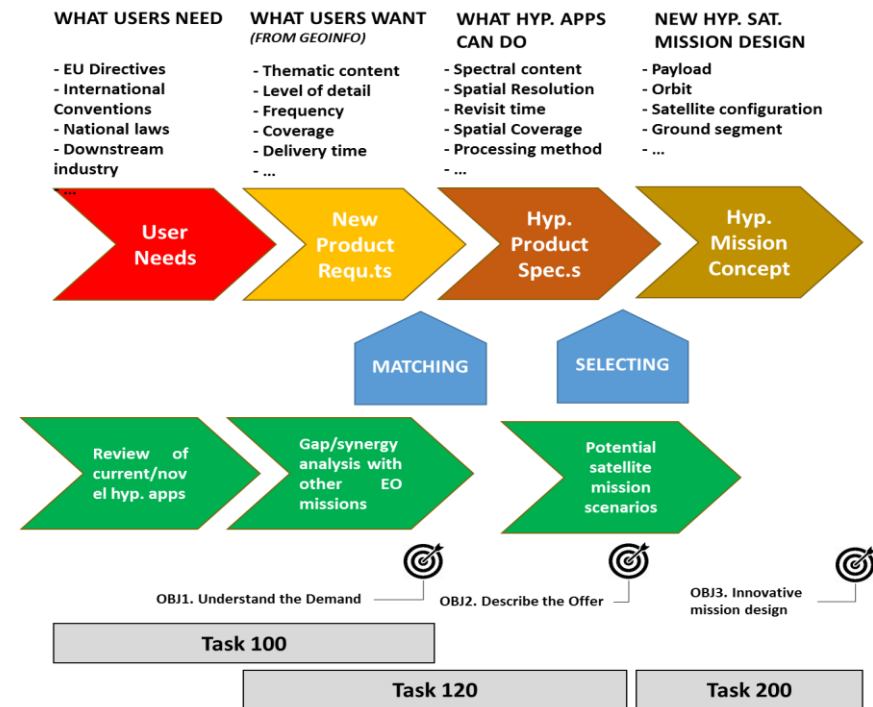 WHAT USERS NEED
- EU Directives
- International
Conventions
- National laws
- Downstream
industry
- ...
WHAT USERS WANT
(FROM GEOINFO)
- Thematic content
- Level of detail
- Frequency
- Coverage
- Delivery time
- ...
WHAT HYP. APPS
CAN DO
- Spectral content
- Spatial Resolution
- Revisit time
- Spatial Coverage
- Processing method
- ...
NEW HYP. SAT.
MISSION DESIGN
- Payload
- Orbit
- Satellite configuration
- Ground segment
- ...
User
Needs
New
Product
Requ.ts
Hyp.
Product
Spec.s
Hyp.
Mission
Concept
MATCHING
SELECTING
Review of
current/nov
el hyp. apps
Gap/synergy
analysis with
other EO
missions
Potential
satellite
mission
scenarios
OBJ1. Understand the Demand
OBJ2. Describe the Offer
OBJ3. Innovative
mission design
Task 100
Task 120
Task 200